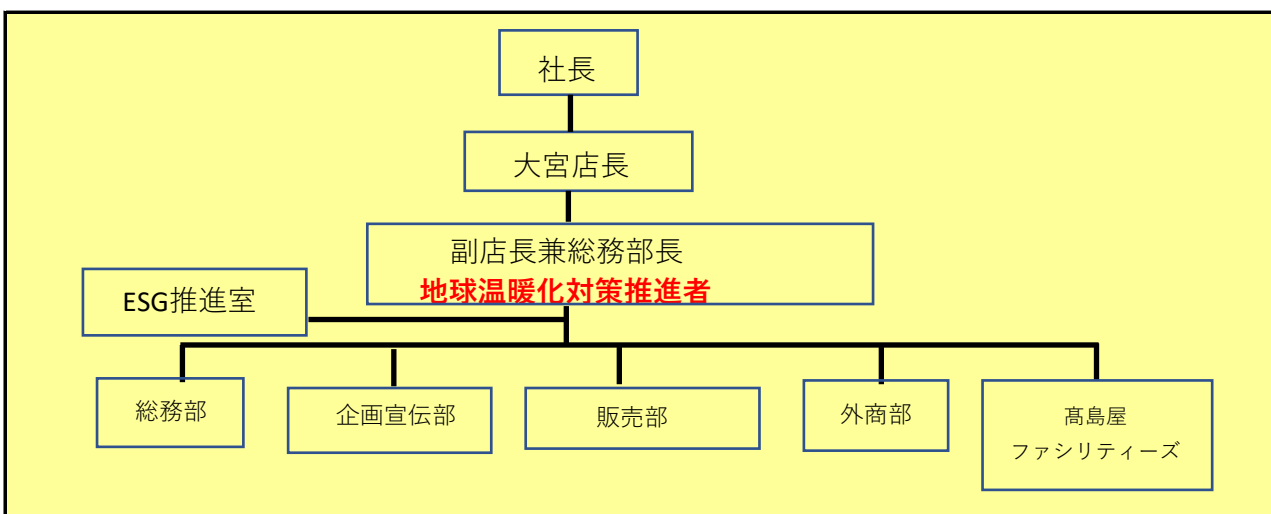 社長
大宮店長
副店長兼総務部長
地球温暖化対策推進者
ESG推進室
総務部
企画宣伝部
販売部
外商部
髙島屋
ファシリティーズ